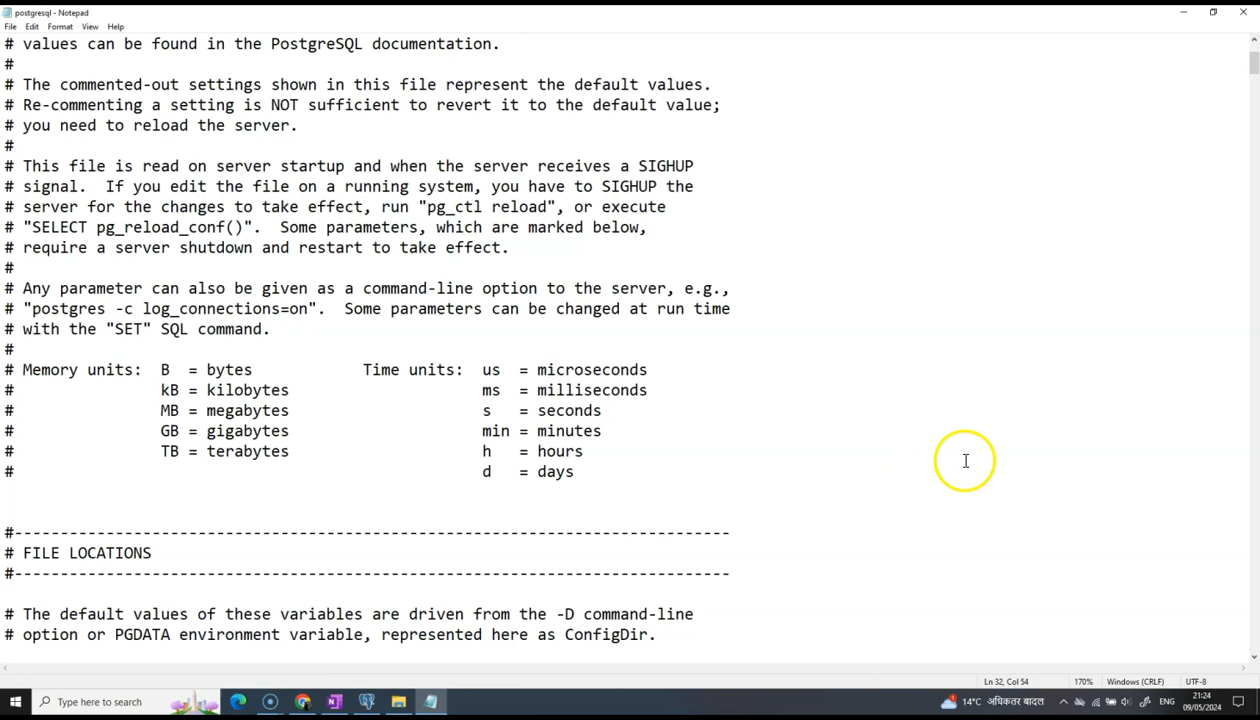 postgresql - Notepad
File Edit Format View Help
# values can be found in the PostgreSQL documentation.
#
# The commented-out settings shown in this file represent the default values.
# Re-commenting a setting is NOT sufficient to revert it to the default value;
# you need to reload the server.
#
# This file is read on server startup and when the server receives a SIGHUP
# signal.  If you edit the file on a running system, you have to SIGHUP the
# server for the changes to take effect, run "pg_ctl reload", or execute
# "SELECT pg_reload_conf()".  Some parameters, which are marked below,
# require a server shutdown and restart to take effect.
#
# Any parameter can also be given as a command-line option to the server, e.g.,
# "postgres -c log_connections=on".  Some parameters can be changed at run time
# with the "SET" SQL command.
#
# Memory units:  B  = bytes            Time units:  us  = microseconds
#                kB = kilobytes                     ms  = milliseconds
#                MB = megabytes                     s   = seconds
#                GB = gigabytes                     min = minutes
#                TB = terabytes                     h   = hours
#                                                   d   = days
#------------------------------------------------------------------------------
# FILE LOCATIONS
#------------------------------------------------------------------------------
# The default values of these variables are driven from the -D command-line
# option or PGDATA environment variable, represented here as ConfigDir.
Ln 32, Col 54 170% Windows (CRLF) UTF-8
Type here to search 14°C अधिकतर बादल ENG 21:24
09/05/2024